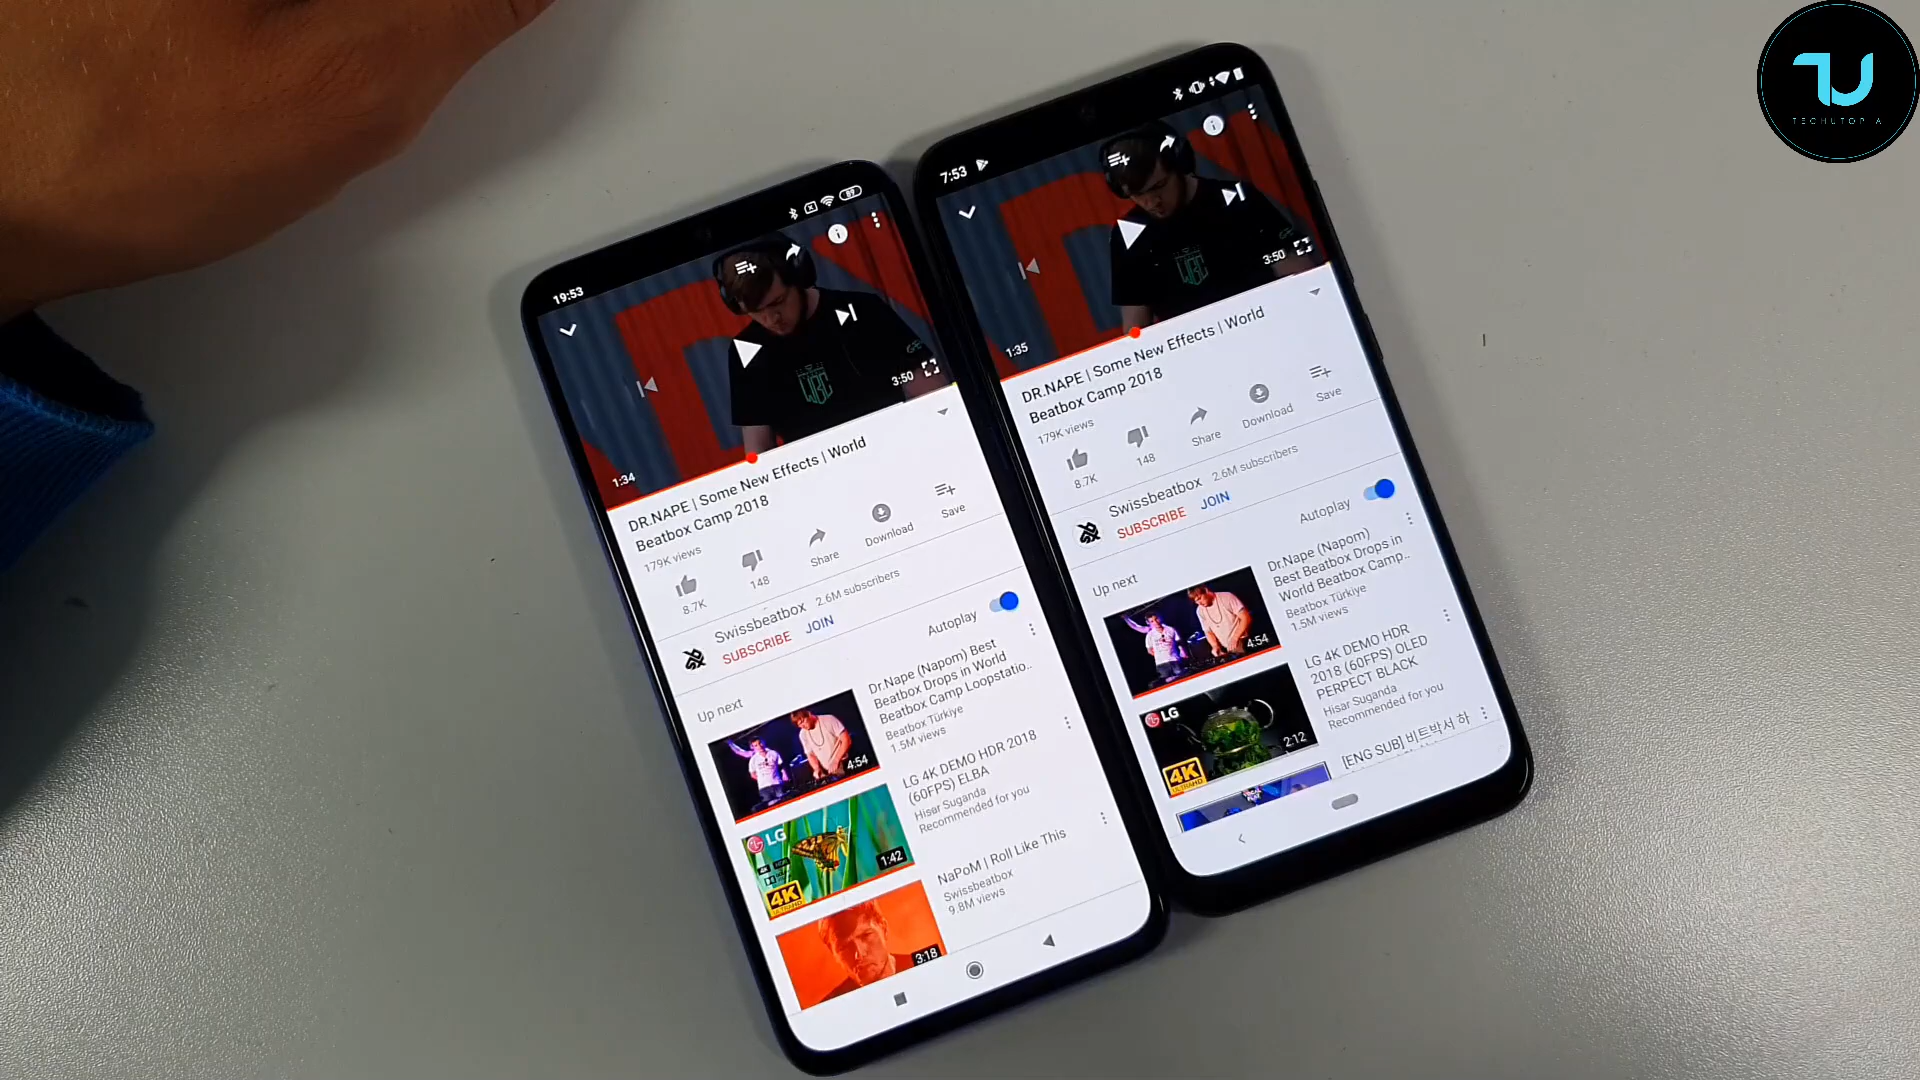 TU
TECHUTOPIA
19:53
89
3:50
1:34
DR.NAPE | Some New Effects | World
Beatbox Camp 2018
179K views
8.7K
148
Share
Download
Save
Swissbeatbox 2.6M subscribers
SUBSCRIBE JOIN
Up next
Autoplay
4:54
Dr.Nape (Napom) Best
Beatbox Drops in World
Beatbox Camp Loopstatio..
Beatbox Türkiye
1.5M views
LG
4K
ULTRAHD
1:42
LG 4K DEMO HDR 2018
(60FPS) ELBA
Hisar Suganda
Recommended for you
3:18
NaPoM | Roll Like This
Swissbeatbox
9.8M views
7:53
3:50
1:35
DR.NAPE | Some New Effects | World
Beatbox Camp 2018
179K views
8.7K
148
Share
Download
Save
Swissbeatbox 2.6M subscribers
SUBSCRIBE JOIN
Up next
Autoplay
4:54
Dr.Nape (Napom)
Best Beatbox Drops in
World Beatbox Camp..
Beatbox Türkiye
1.5M views
LG
4K
ULTRAHD
2:12
LG 4K DEMO HDR
2018 (60FPS) OLED
PERPECT BLACK
Hisar Suganda
Recommended for you
[ENG SUB] 비트박서 하